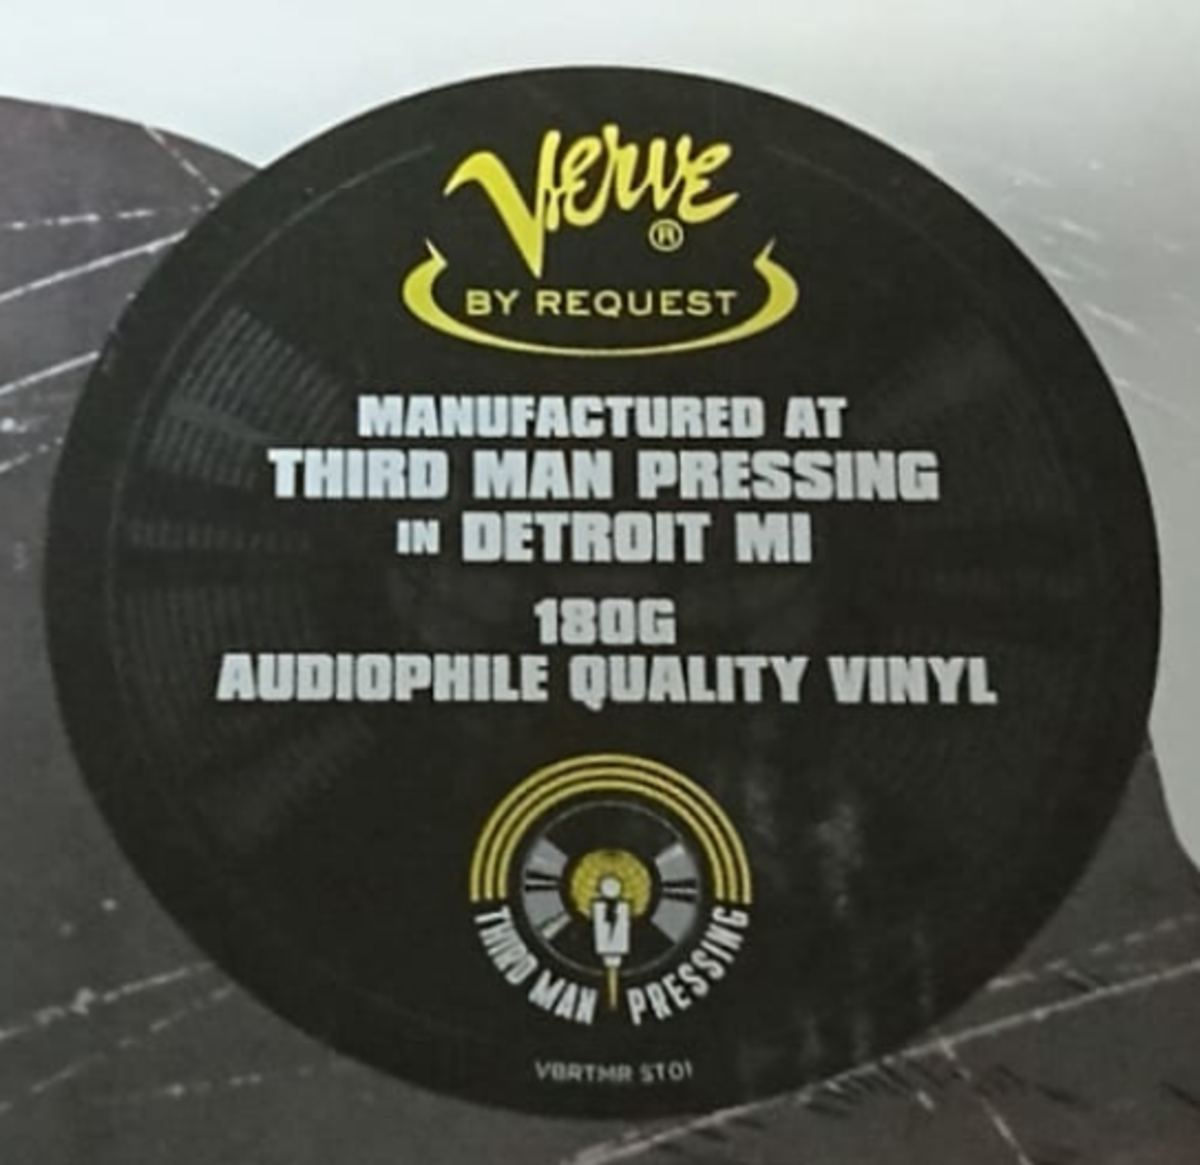 Verve
®
BY REQUEST
MANUFACTURED AT
THIRD MAN PRESSING
IN DETROIT MI
180G
AUDIOPHILE QUALITY VINYL
THIRD MAN PRESSING
VBRTMR ST01